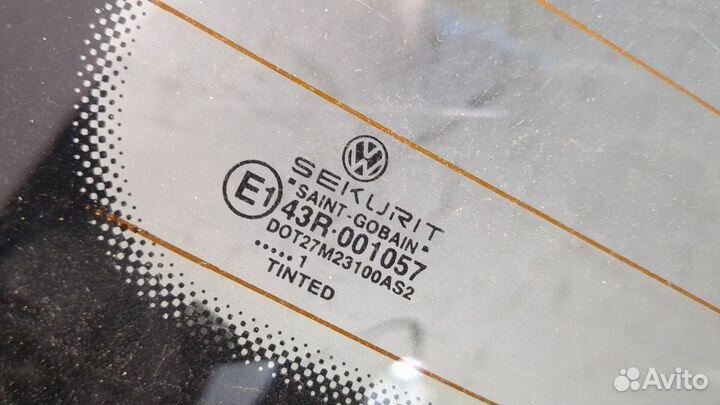 SEKURIT
SAINT-GOBAIN
E1
43R-001057
DOT27M23100AS2
.....1
TINTED
Avito